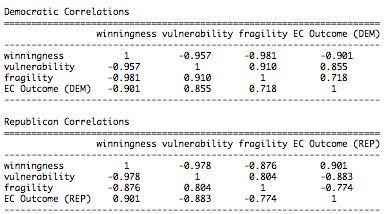 Democratic Correlations
================================================================
winningness vulnerability fragility EC Outcome (DEM)
----------------------------------------------------------------
winningness 1 -0.957 -0.981 -0.901
vulnerability -0.957 1 0.910 0.855
fragility -0.981 0.910 1 0.718
EC Outcome (DEM) -0.901 0.855 0.718 1
----------------------------------------------------------------
Republican Correlations
================================================================
winningness vulnerability fragility EC Outcome (REP)
----------------------------------------------------------------
winningness 1 -0.978 -0.876 0.901
vulnerability -0.978 1 0.804 -0.883
fragility -0.876 0.804 1 -0.774
EC Outcome (REP) 0.901 -0.883 -0.774 1
----------------------------------------------------------------